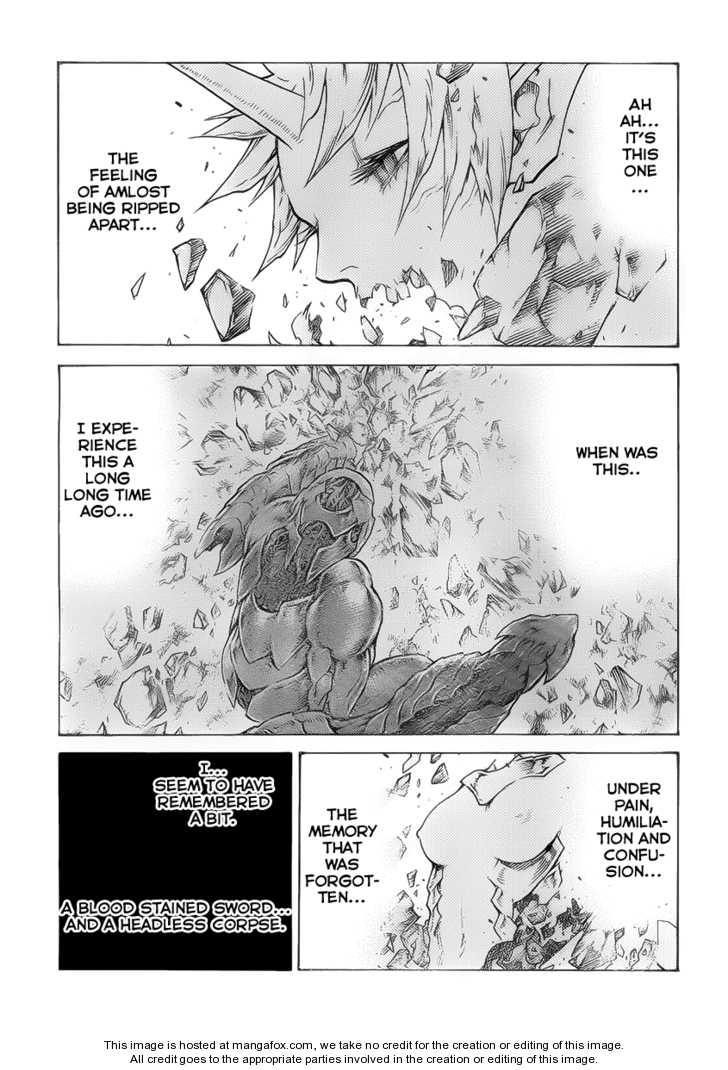 AH
AH...
IT'S
THIS
ONE
...
THE
FEELING
OF AMLOST
BEING RIPPED
APART...
WHEN WAS
THIS..
I EXPE-
RIENCE
THIS A
LONG
LONG TIME
AGO...
UNDER
PAIN,
HUMILIA-
TION AND
CONFU-
SION...
THE
MEMORY
THAT
WAS
FORGOT-
TEN...
I...
SEEM TO HAVE
REMEMBERED
A BIT.
A BLOOD STAINED SWORD...
AND A HEADLESS CORPSE.
This image is hosted at mangafox.com, we take no credit for the creation or editing of this image.
All credit goes to the appropriate parties involved in the creation or editing of this image.